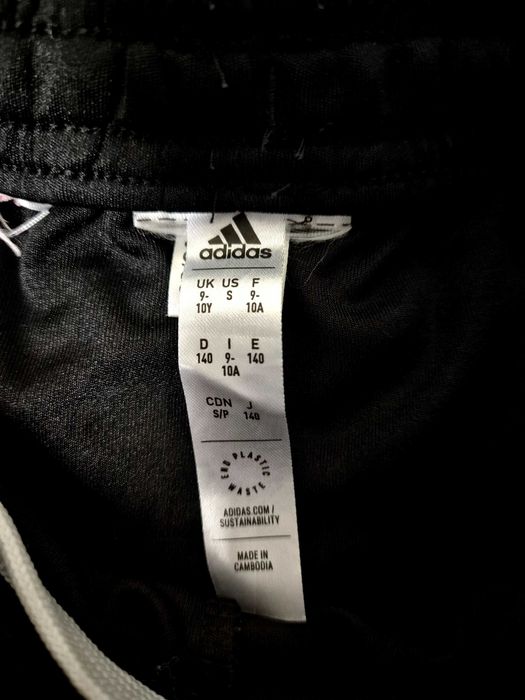 adidas
UK US F
9- S 9-
10Y 10A
D I E
140 9- 140
10A
CDN J
S/P 140
END PLASTIC WASTE
ADIDAS.COM/
SUSTAINABILITY
MADE IN
CAMBODIA